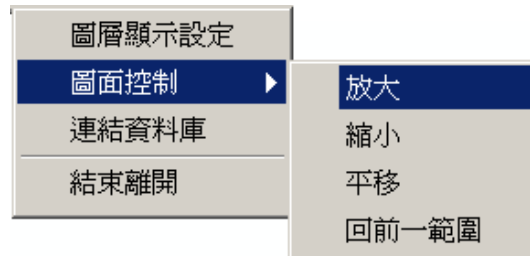 圖層顯示設定
圖面控制
連結資料庫
結束離開
放大
縮小
平移
回前一範圍